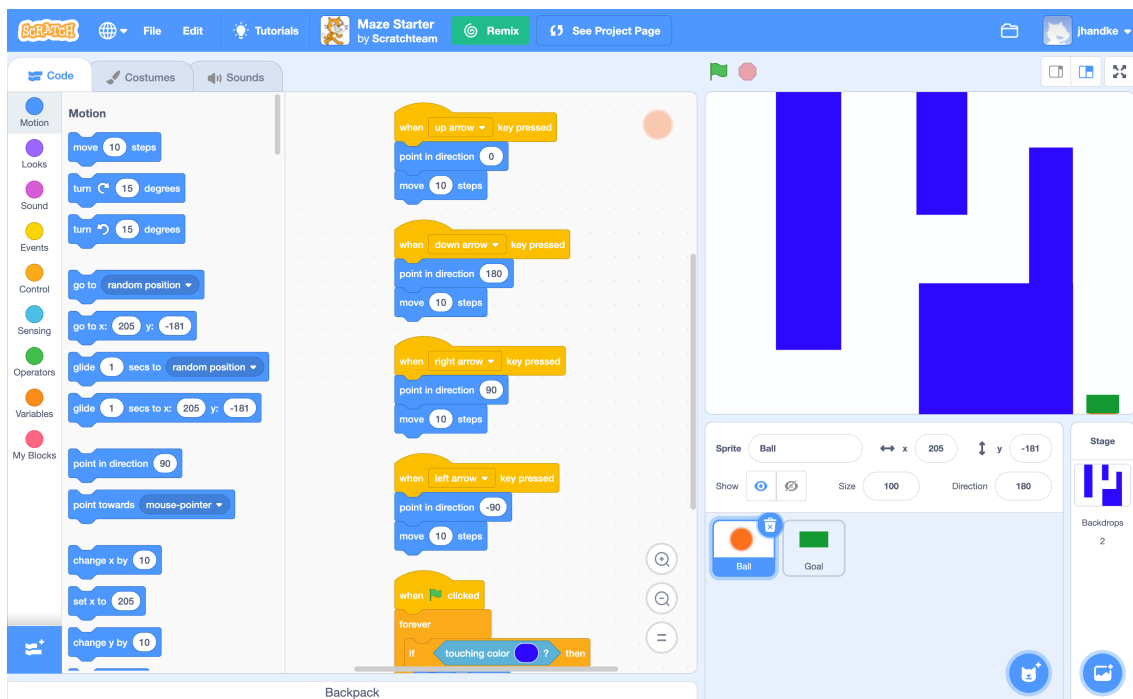 SCRATCH
File
Edit
Tutorials
Maze Starter
by Scratchteam
Remix
See Project Page
jhandke
Code
Costumes
Sounds
Motion
Looks
Sound
Events
Control
Sensing
Operators
Variables
My Blocks
Motion
move 10 steps
turn 15 degrees
turn 15 degrees
go to random position
go to x: 205 y: -181
glide 1 secs to random position
glide 1 secs to x: 205 y: -181
point in direction 90
point towards mouse-pointer
change x by 10
set x to 205
change y by 10
when up arrow key pressed
point in direction 0
move 10 steps
when down arrow key pressed
point in direction 180
move 10 steps
when right arrow key pressed
point in direction 90
move 10 steps
when left arrow key pressed
point in direction -90
move 10 steps
when clicked
forever
if touching color ? then
Backpack
Sprite Ball x 205 y -181
Show Size 100 Direction 180
Ball
Goal
Stage
Backdrops
2